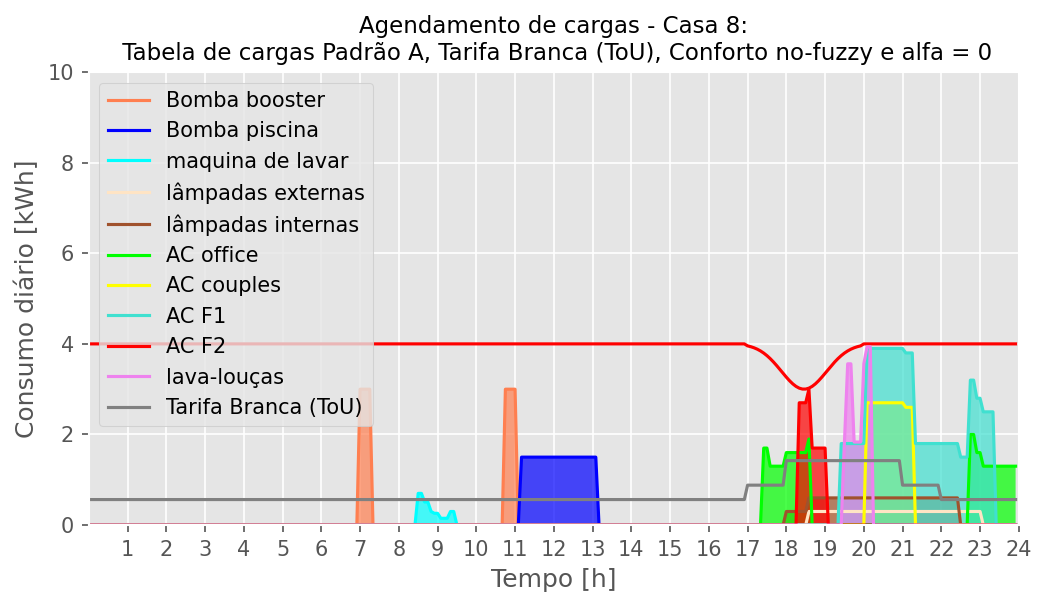 Agendamento de cargas - Casa 8:
Tabela de cargas Padrão A, Tarifa Branca (ToU), Conforto no-fuzzy e alfa = 0
Consumo diário [kWh]
10
8
6
4
2
0
Bomba booster
Bomba piscina
maquina de lavar
lâmpadas externas
lâmpadas internas
AC office
AC couples
AC F1
AC F2
lava-louças
Tarifa Branca (ToU)
1 2 3 4 5 6 7 8 9 10 11 12 13 14 15 16 17 18 19 20 21 22 23 24
Tempo [h]